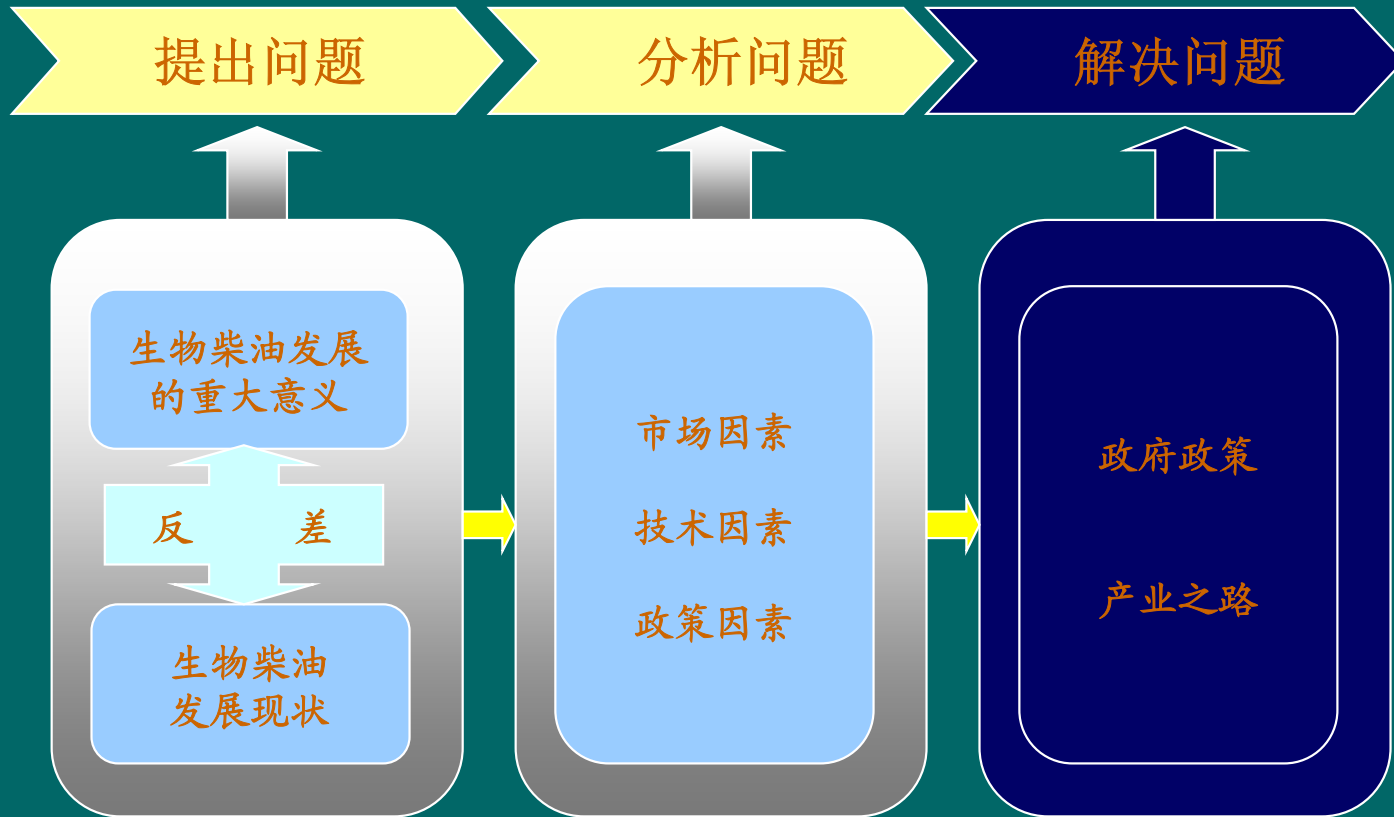 提出问题
分析问题
解决问题
生物柴油发展
的重大意义
反 差
生物柴油
发展现状
市场因素
技术因素
政策因素
政府政策
产业之路